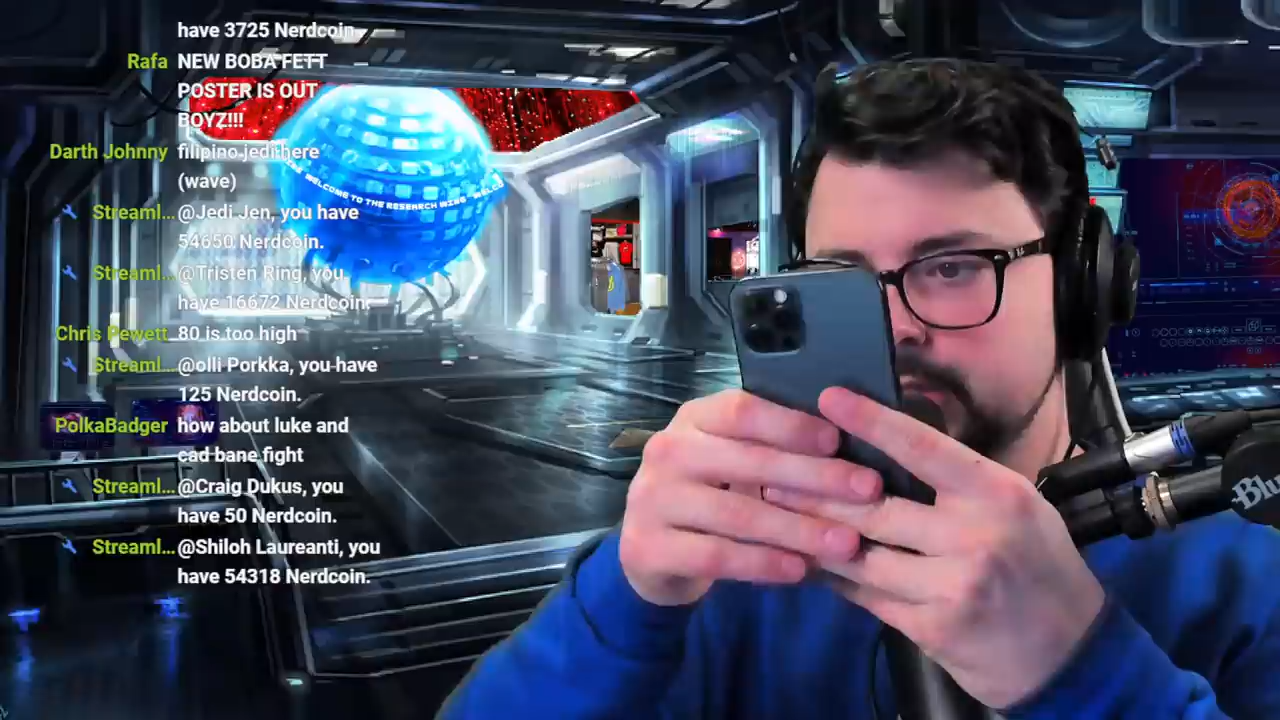 have 3725 Nerdcoin.
Rafa NEW BOBA FETT
POSTER IS OUT
BOYZ!!!
Darth Johnny filipino jedi here
(wave)
Streaml... @Jedi Jen, you have
54650 Nerdcoin.
Streaml... @Tristen Ring, you
have 16672 Nerdcoin.
Chris Pewett 80 is too high
Streaml... @olli Porkka, you have
125 Nerdcoin.
PolkaBadger how about luke and
cad bane fight
Streaml... @Craig Dukus, you
have 50 Nerdcoin.
Streaml... @Shiloh Laureanti, you
have 54318 Nerdcoin.
WELCOME TO THE RESEARCH WING
Blu